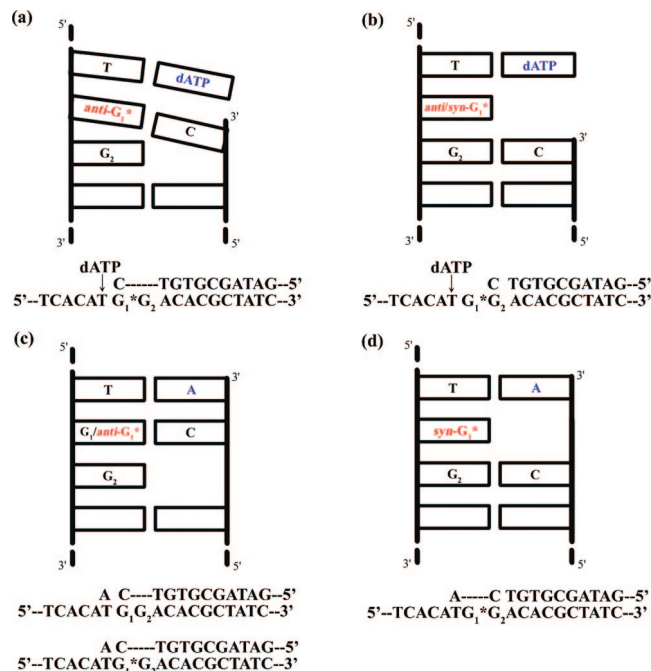 (a)
5'
T dATP
anti-G₁* C 3'
G₂
3' 5'
dATP
↓ C------TGTGCGATAG--5'
5'--TCACAT G₁*G₂ ACACGCTATC--3'
(b)
5'
T dATP
anti/syn-G₁*
3'
G₂ C
3' 5'
dATP
↓ C TGTGCGATAG--5'
5'--TCACAT G₁*G₂ ACACGCTATC--3'
(c)
5'
3'
T A
G₁/anti-G₁* C
G₂
3' 5'
A C----TGTGCGATAG--5'
5'--TCACAT G₁G₂ACACGCTATC--3'
A C----TGTGCGATAG--5'
5'--TCACATG₁*G₂ACACGCTATC--3'
(d)
5'
3'
T A
syn-G₁*
G₂ C
3' 5'
A-----C TGTGCGATAG--5'
5'--TCACATG₁*G₂ACACGCTATC--3'